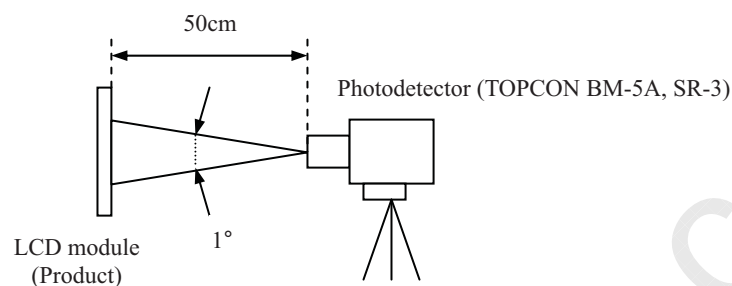 50cm
Photodetector (TOPCON BM-5A, SR-3)
1°
LCD module
(Product)